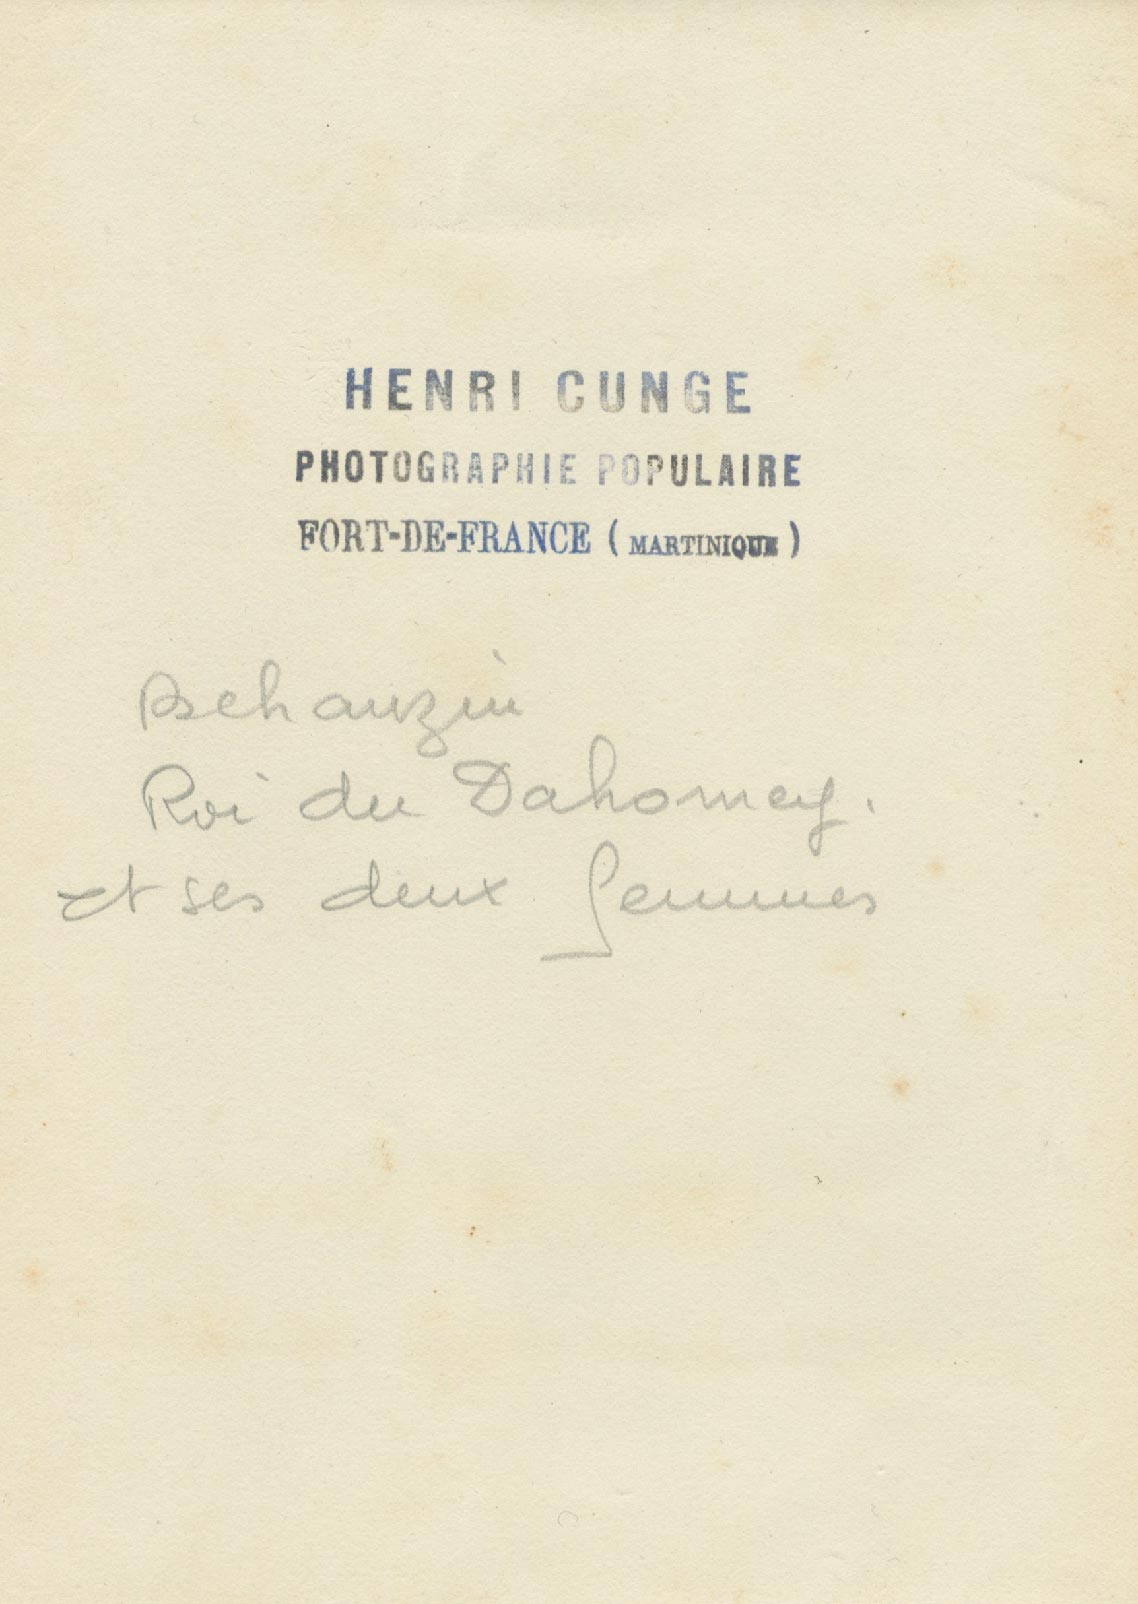 HENRI CUNGE
PHOTOGRAPHIE POPULAIRE
FORT-DE-FRANCE (MARTINIQUE)
Behanzin
Roi du Dahomey.
et ses deux femmes